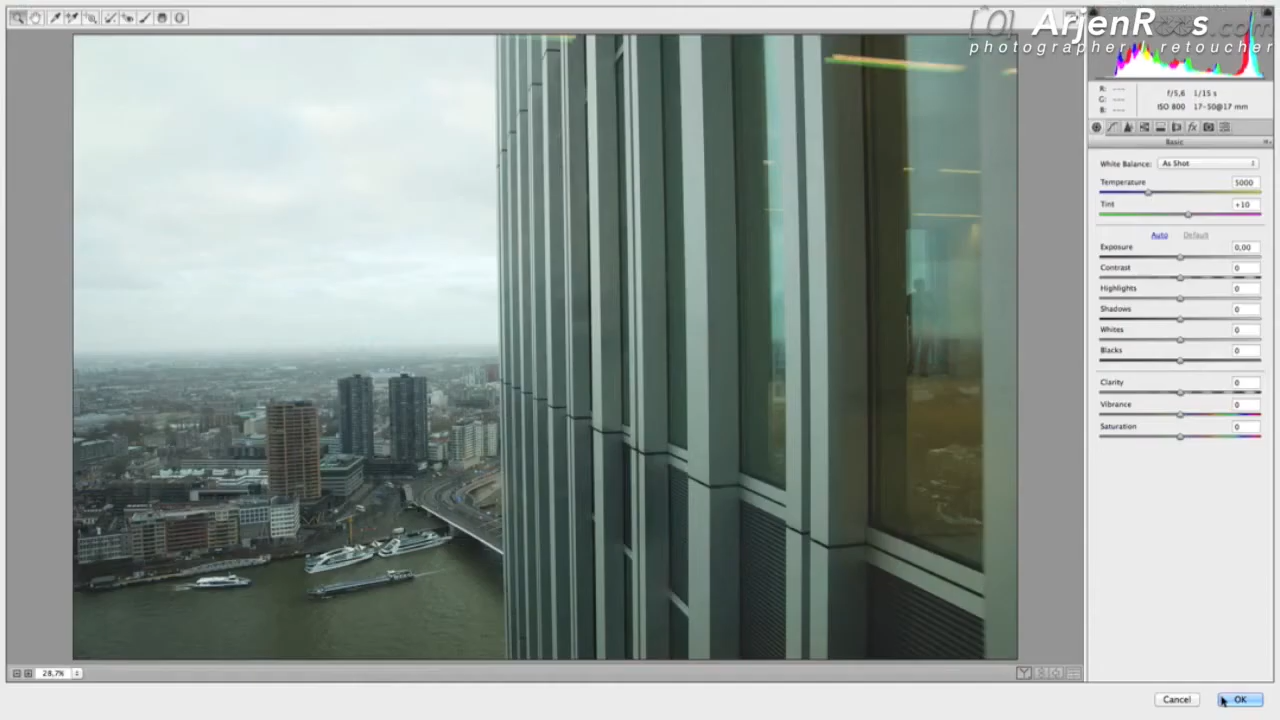 ArjenRoos.com
photographer | retoucher
R: ---
G: ---
B: ---
f/5,6 1/15 s
ISO 800 17-50@17 mm
Basic
White Balance: As Shot
Temperature 5000
Tint +10
Auto Default
Exposure 0,00
Contrast 0
Highlights 0
Shadows 0
Whites 0
Blacks 0
Clarity 0
Vibrance 0
Saturation 0
28,7%
Cancel OK